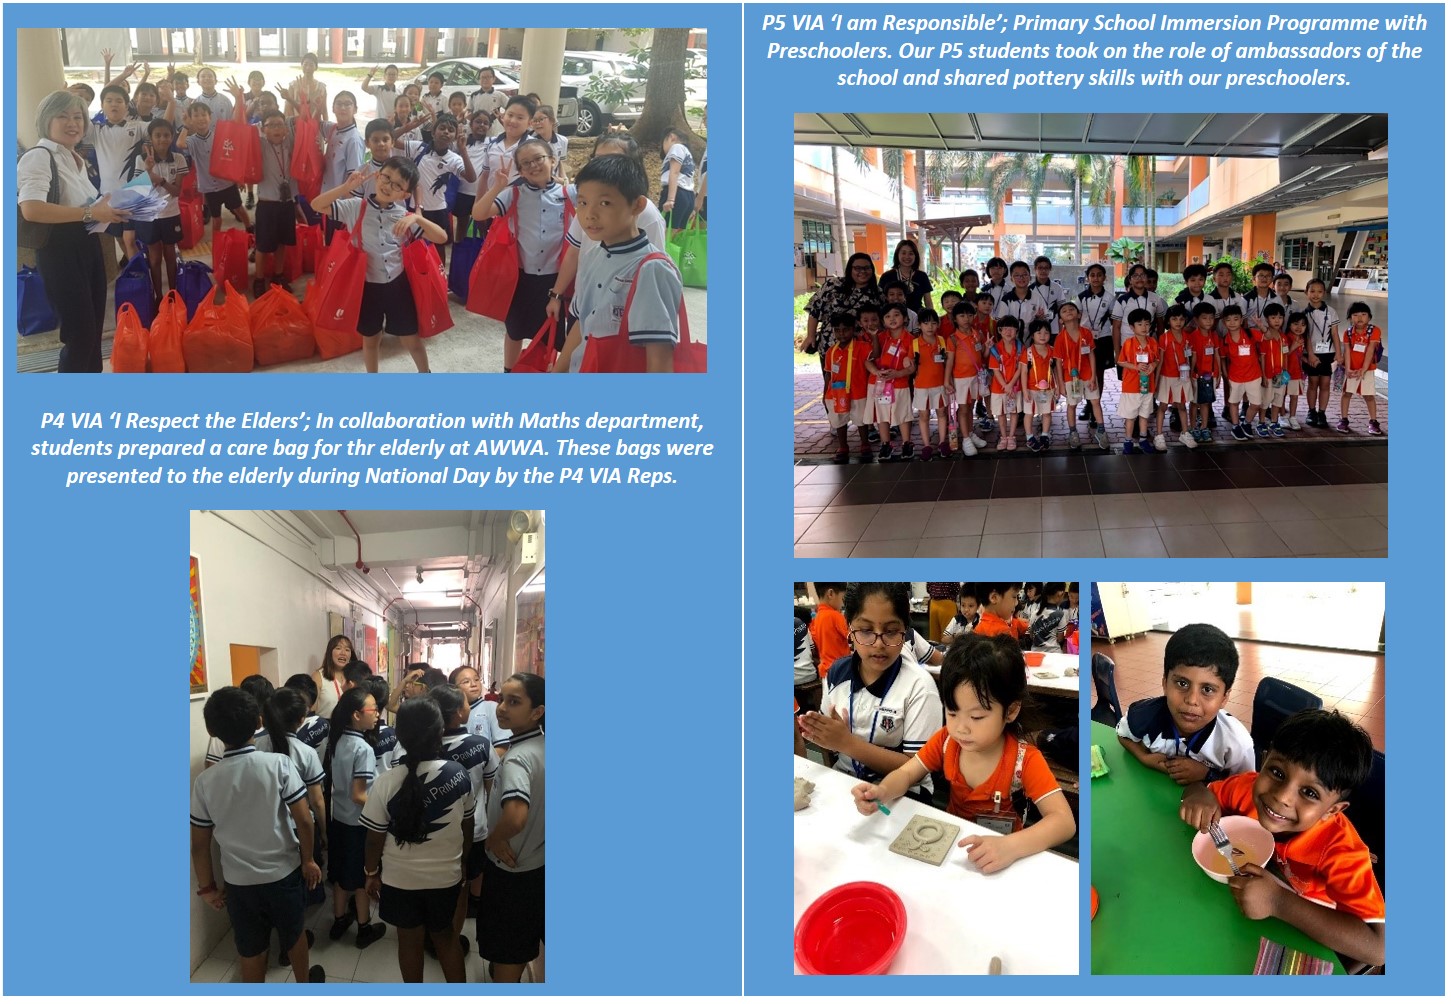 P4 VIA ‘I Respect the Elders’; In collaboration with Maths department,
students prepared a care bag for thr elderly at AWWA. These bags were
presented to the elderly during National Day by the P4 VIA Reps.
PRIMARY
PRIMARY
P5 VIA ‘I am Responsible’; Primary School Immersion Programme with
Preschoolers. Our P5 students took on the role of ambassadors of the
school and shared pottery skills with our preschoolers.